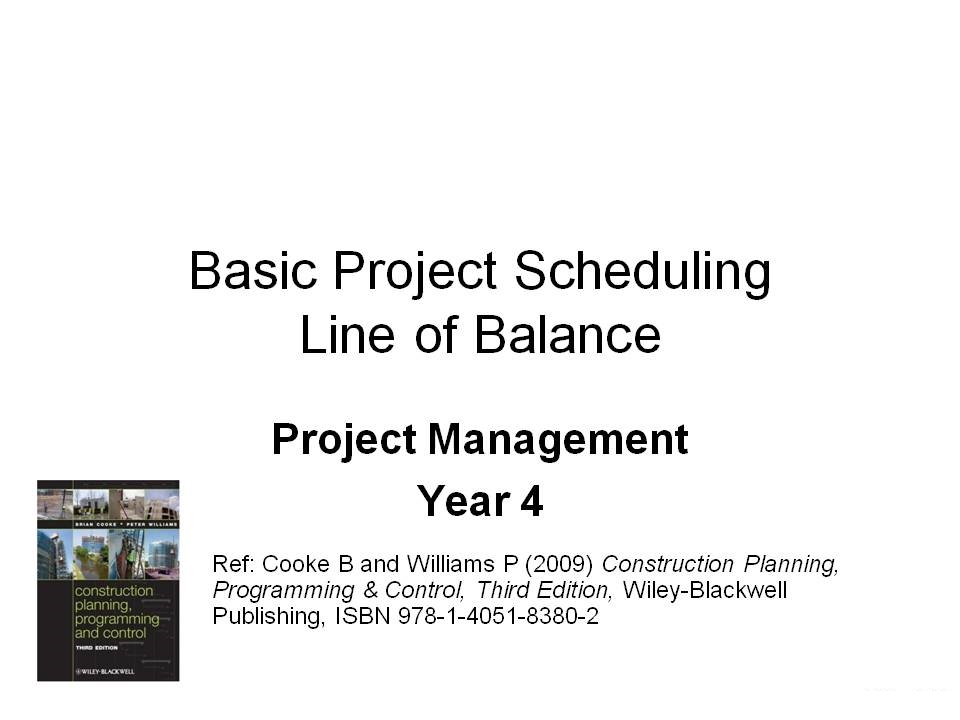 Basic Project Scheduling
Line of Balance
Project Management
Year 4
BRIAN COOKE • PETER WILLIAMS
construction
planning,
programming
and control
THIRD EDITION
WILEY-BLACKWELL
Ref: Cooke B and Williams P (2009) Construction Planning,
Programming & Control, Third Edition, Wiley-Blackwell
Publishing, ISBN 978-1-4051-8380-2